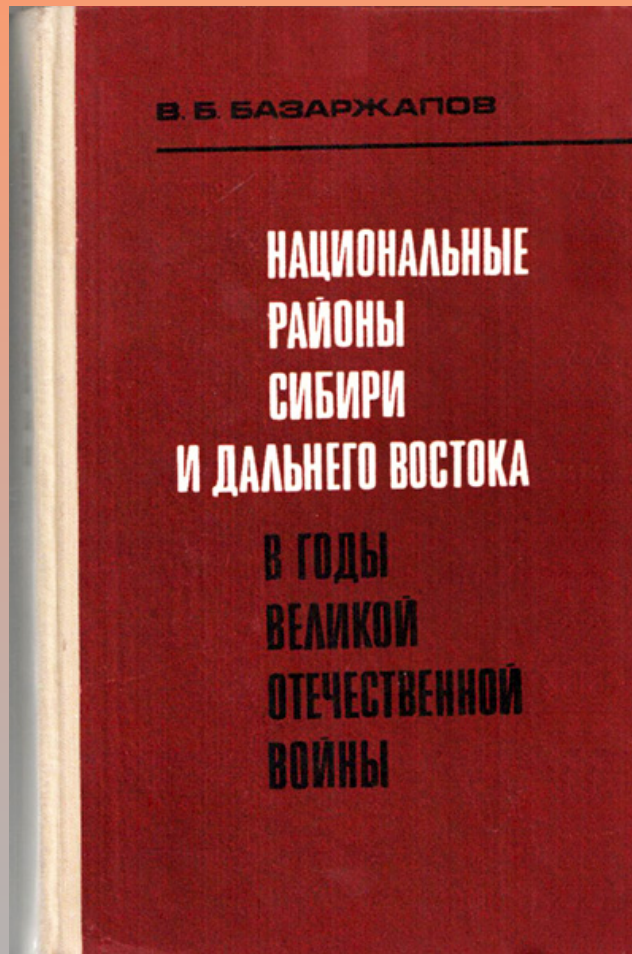 В. Б. БАЗАРЖАПОВ
НАЦИОНАЛЬНЫЕ
РАЙОНЫ
СИБИРИ
И ДАЛЬНЕГО ВОСТОКА
В ГОДЫ
ВЕЛИКОЙ
ОТЕЧЕСТВЕННОЙ
ВОЙНЫ